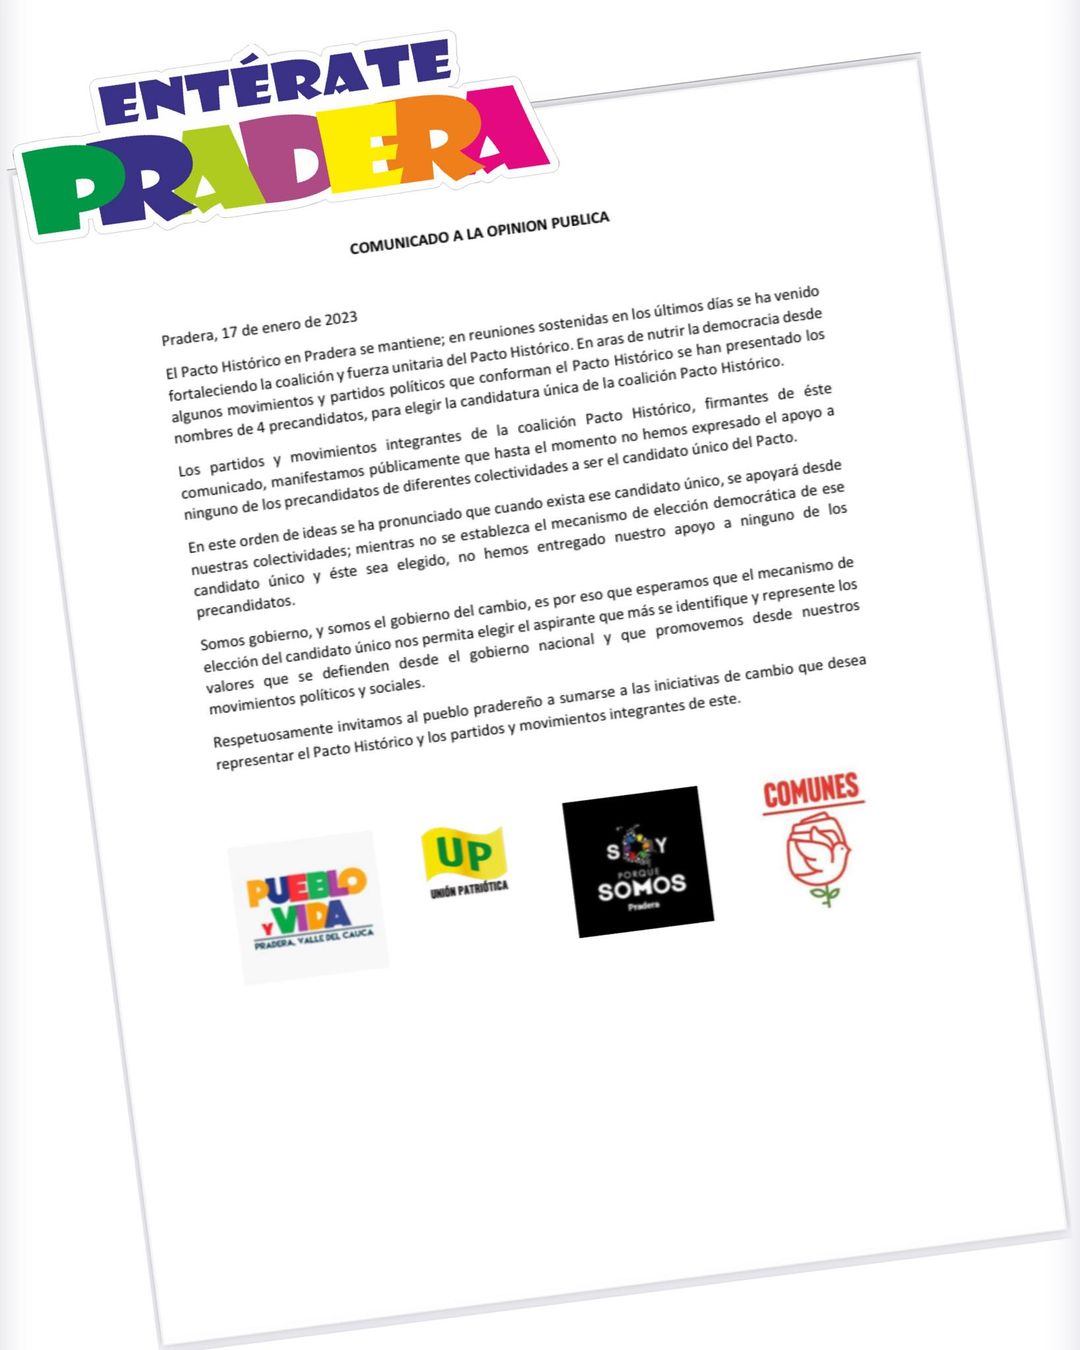 ENTÉRATE
PRADERA
COMUNICADO A LA OPINION PUBLICA
Pradera, 17 de enero de 2023
El Pacto Histórico en Pradera se mantiene; en reuniones sostenidas en los últimos días se ha venido
fortaleciendo la coalición y fuerza unitaria del Pacto Histórico. En aras de nutrir la democracia desde
algunos movimientos y partidos políticos que conforman el Pacto Histórico se han presentado los
nombres de 4 precandidatos, para elegir la candidatura única de la coalición Pacto Histórico.
Los partidos y movimientos integrantes de la coalición Pacto Histórico, firmantes de éste
comunicado, manifestamos públicamente que hasta el momento no hemos expresado el apoyo a
ninguno de los precandidatos de diferentes colectividades a ser el candidato único del Pacto.
En este orden de ideas se ha pronunciado que cuando exista ese candidato único, se apoyará desde
nuestras colectividades; mientras no se establezca el mecanismo de elección democrática de ese
candidato único y éste sea elegido, no hemos entregado nuestro apoyo a ninguno de los
precandidatos.
Somos gobierno, y somos el gobierno del cambio, es por eso que esperamos que el mecanismo de
elección del candidato único nos permita elegir el aspirante que más se identifique y represente los
valores que se defienden desde el gobierno nacional y que promovemos desde nuestros
movimientos políticos y sociales.
Respetuosamente invitamos al pueblo pradereño a sumarse a las iniciativas de cambio que desea
representar el Pacto Histórico y los partidos y movimientos integrantes de este.
PUEBLO
Y VIDA
PRADERA, VALLE DEL CAUCA
UP
UNIÓN PATRIÓTICA
SOY
PORQUE
SOMOS
Pradera
COMUNES